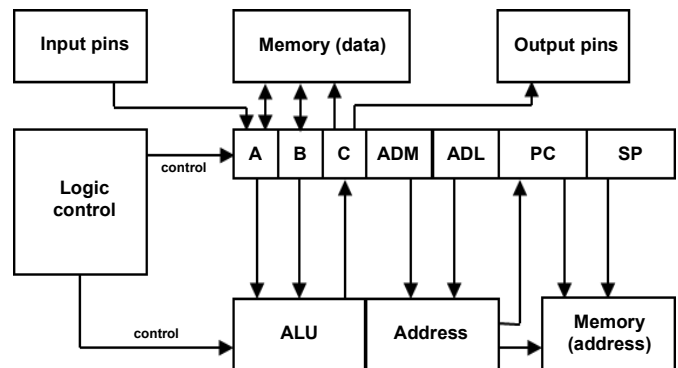 Input pins
Memory (data)
Output pins
A
B
C
ADM
ADL
PC
SP
control
Logic
control
control
ALU
Address
Memory
(address)